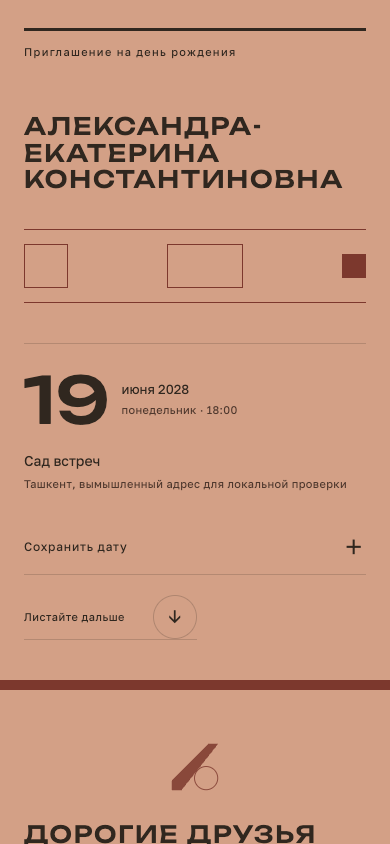 Приглашение на день рождения
АЛЕКСАНДРА-
ЕКАТЕРИНА
КОНСТАНТИНОВНА
19
июня 2028
понедельник · 18:00
Сад встреч
Ташкент, вымышленный адрес для локальной проверки
Сохранить дату +
Листайте дальше
ДОРОГИЕ ДРУЗЬЯ